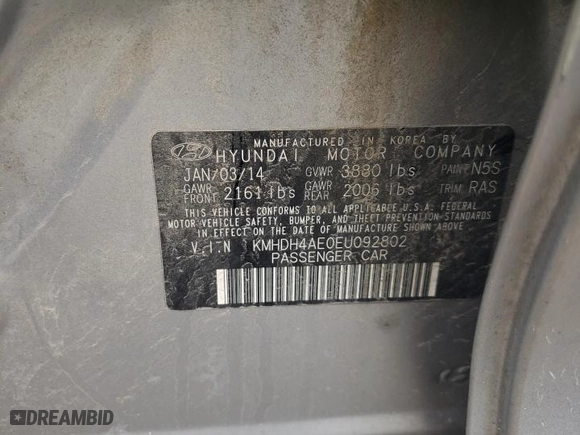 MANUFACTURED IN KOREA BY
HYUNDAI MOTOR COMPANY
JAN/03/14 GVWR 3830 lbs PAINT N5S
GAWR FRONT 2161 lbs GAWR REAR 2006 lbs TRIM RAS
THIS VEHICLE CONFORMS TO ALL APPLICABLE U.S.A. FEDERAL
MOTOR VEHICLE SAFETY, BUMPER, AND THEFT PREVENTION STANDARDS
IN EFFECT ON THE DATE OF MANUFACTURE SHOWN ABOVE.
V.I.N KMHDH4AE0EU092802
PASSENGER CAR
DREAMBID